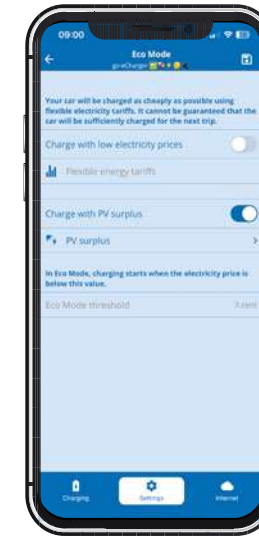 09:00
Eco Mode
go-eCharger
Your car will be charged as cheaply as possible using
flexible electricity tariffs. It cannot be guaranteed that the
car will be sufficiently charged for the next trip.
Charge with low electricity prices
Flexible energy tariffs
Charge with PV surplus
PV surplus
In Eco Mode, charging starts when the electricity price is
below this value.
Eco Mode threshold
Charging
Settings
Internet